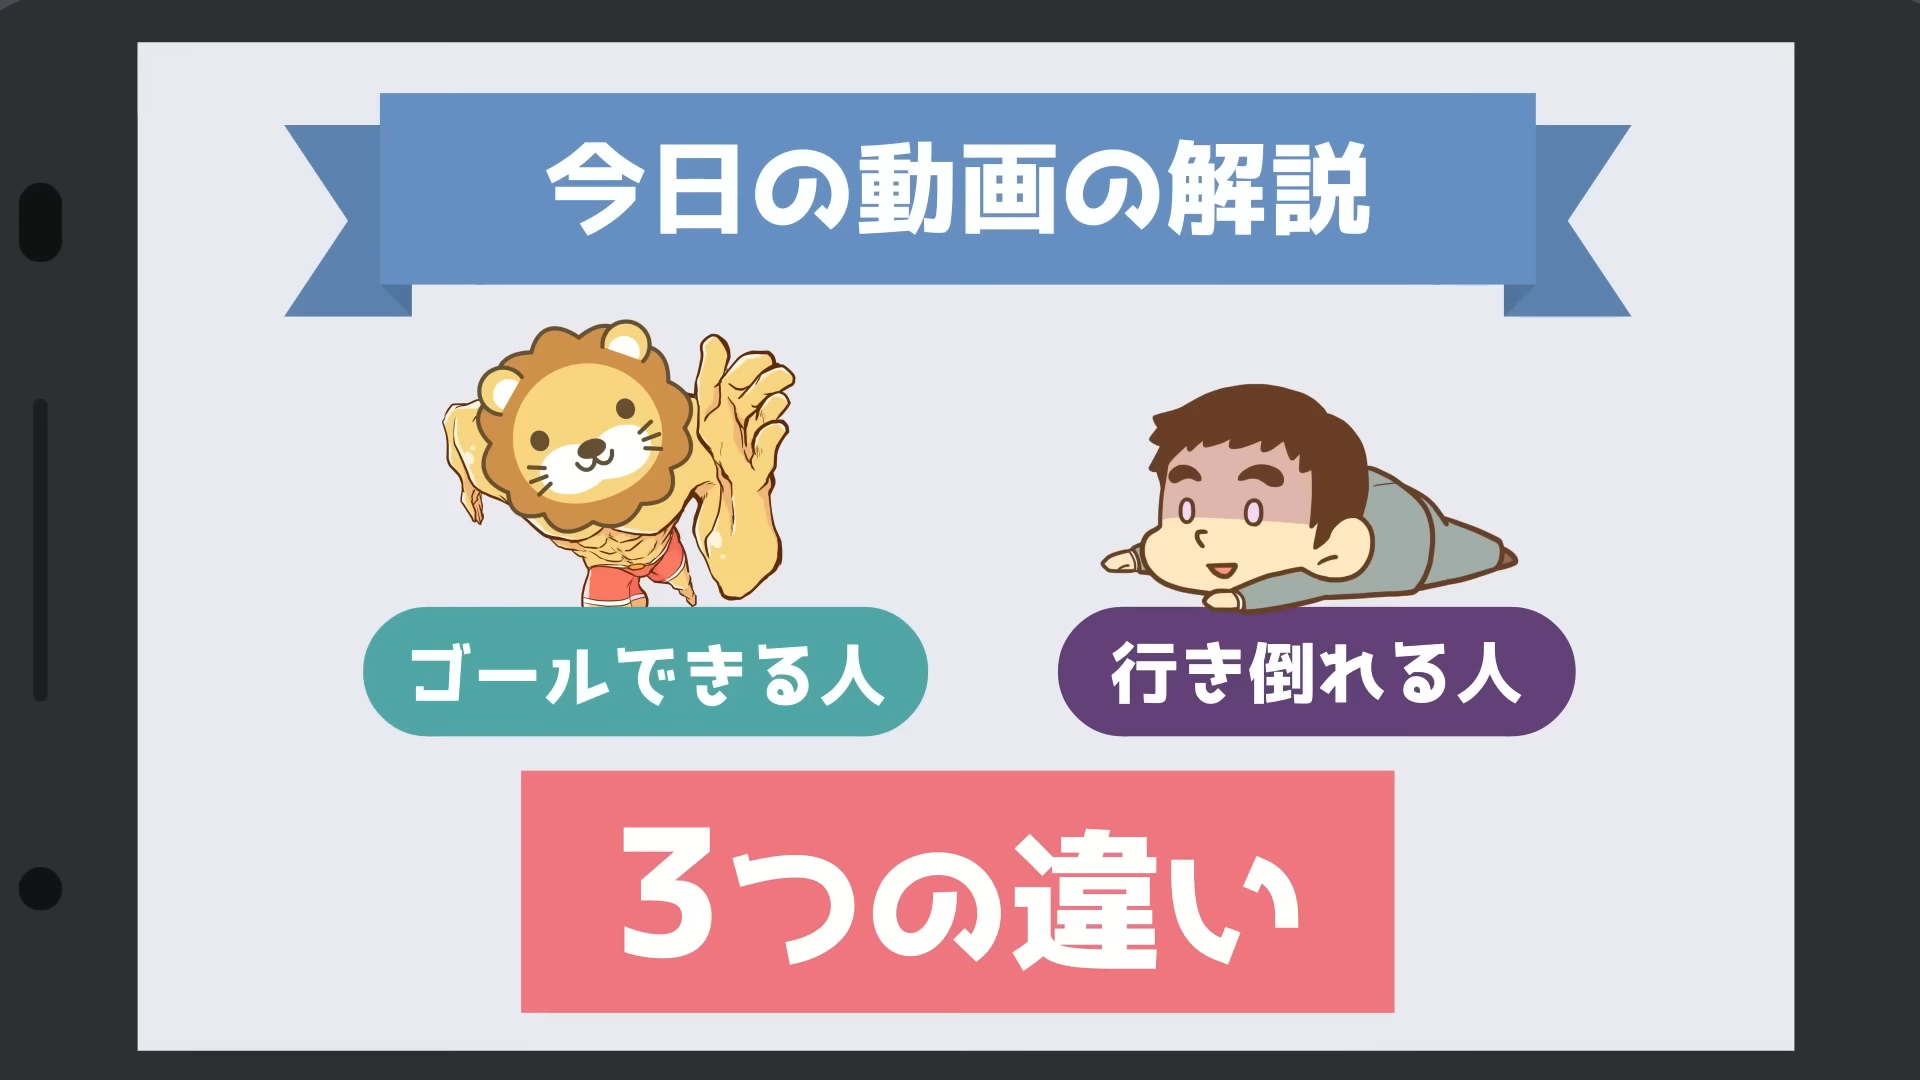 今日の動画の解説
ゴールできる人
行き倒れる人
3つの違い